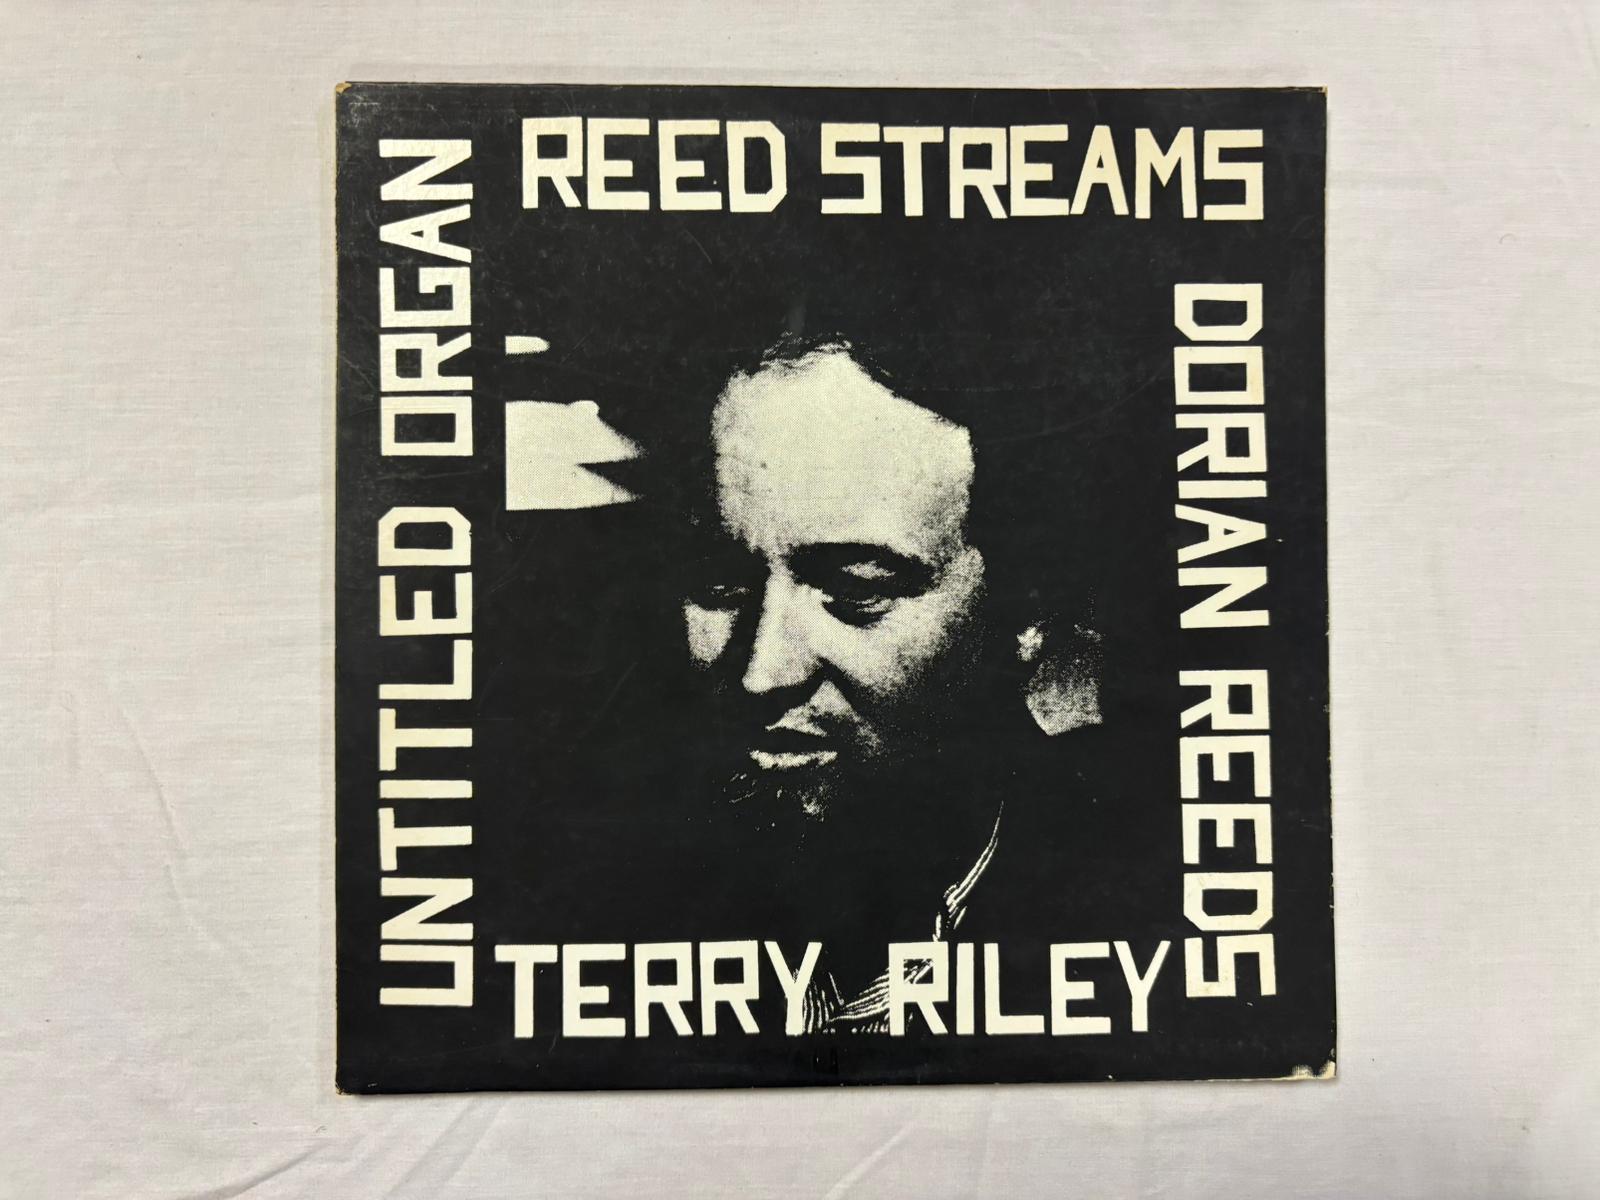 REED STREAMS
UNTITLED ORGAN
DORIAN REEDS
TERRY RILEY